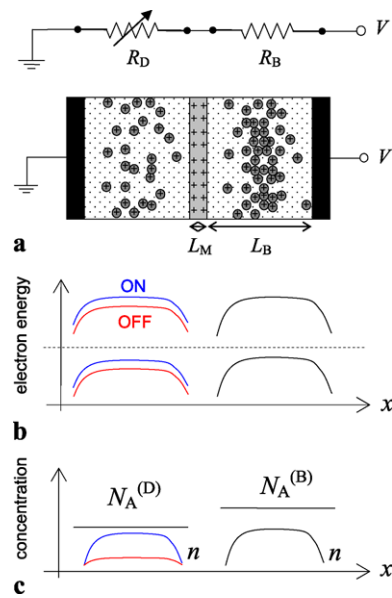 V
R_D R_B
V
a
L_M L_B
electron energy
ON
OFF
x
b
concentration
N_A^(D) N_A^(B)
n n
x
c